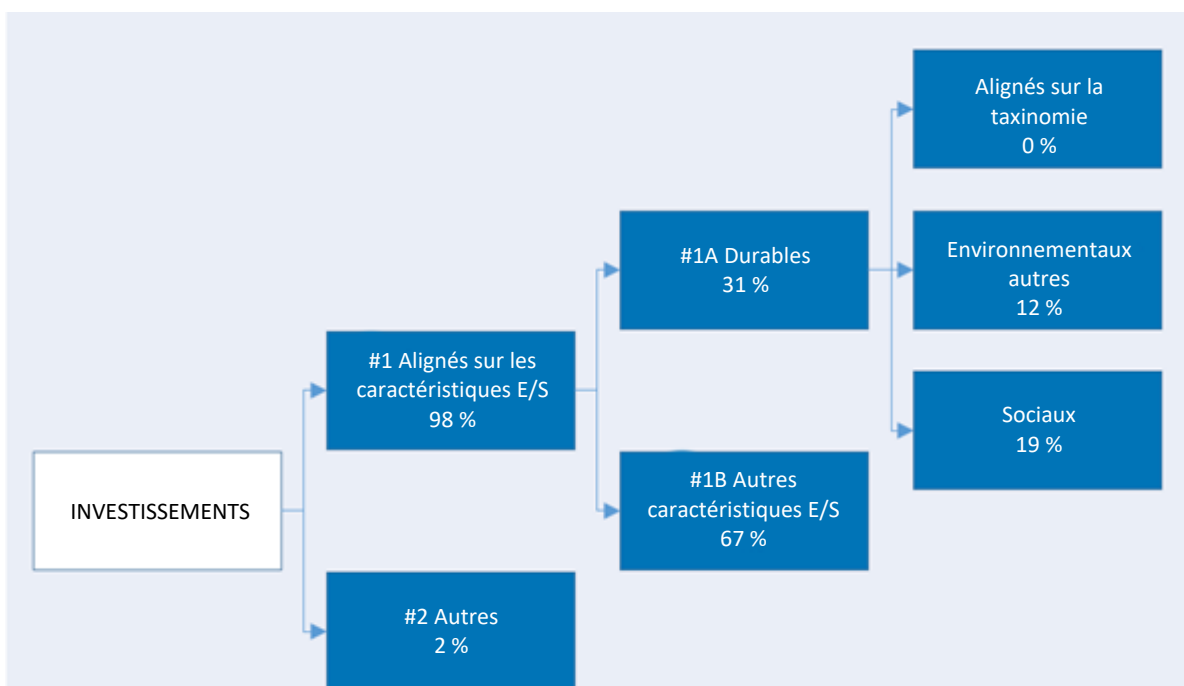 INVESTISSEMENTS
#1 Alignés sur les
caractéristiques E/S
98 %
#2 Autres
2 %
#1A Durables
31 %
#1B Autres
caractéristiques E/S
67 %
Alignés sur la
taxinomie
0 %
Environnementaux
autres
12 %
Sociaux
19 %